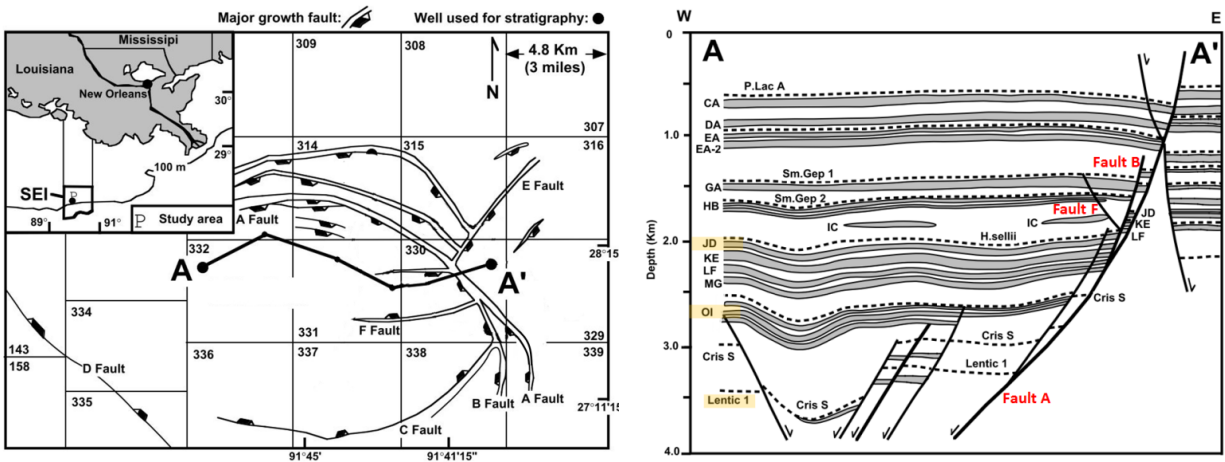 Major growth fault:
Well used for stratigraphy:
Mississippi
Louisiana
New Orleans
30°
29°
100 m
SEI
89°
91°
P Study area
309
308
4.8 Km
(3 miles)
N
307
314
315
316
E Fault
A Fault
332
330
28°15'
A
A'
334
331
F Fault
329
143
158
336
337
338
339
D Fault
335
B Fault
A Fault
C Fault
27°11'15"
91°45'
91°41'15"
W
E
A
A'
0
P.Lac A
CA
DA
1.0
EA
EA-2
Fault B
Sm.Gep 1
GA
Sm.Gep 2
HB
Fault F
IC
IC
JD
KE
LF
H.sellii
2.0
JD
KE
LF
MG
Depth (Km)
Cris S
OI
3.0
Cris S
Cris S
Lentic 1
Lentic 1
Cris S
Fault A
4.0